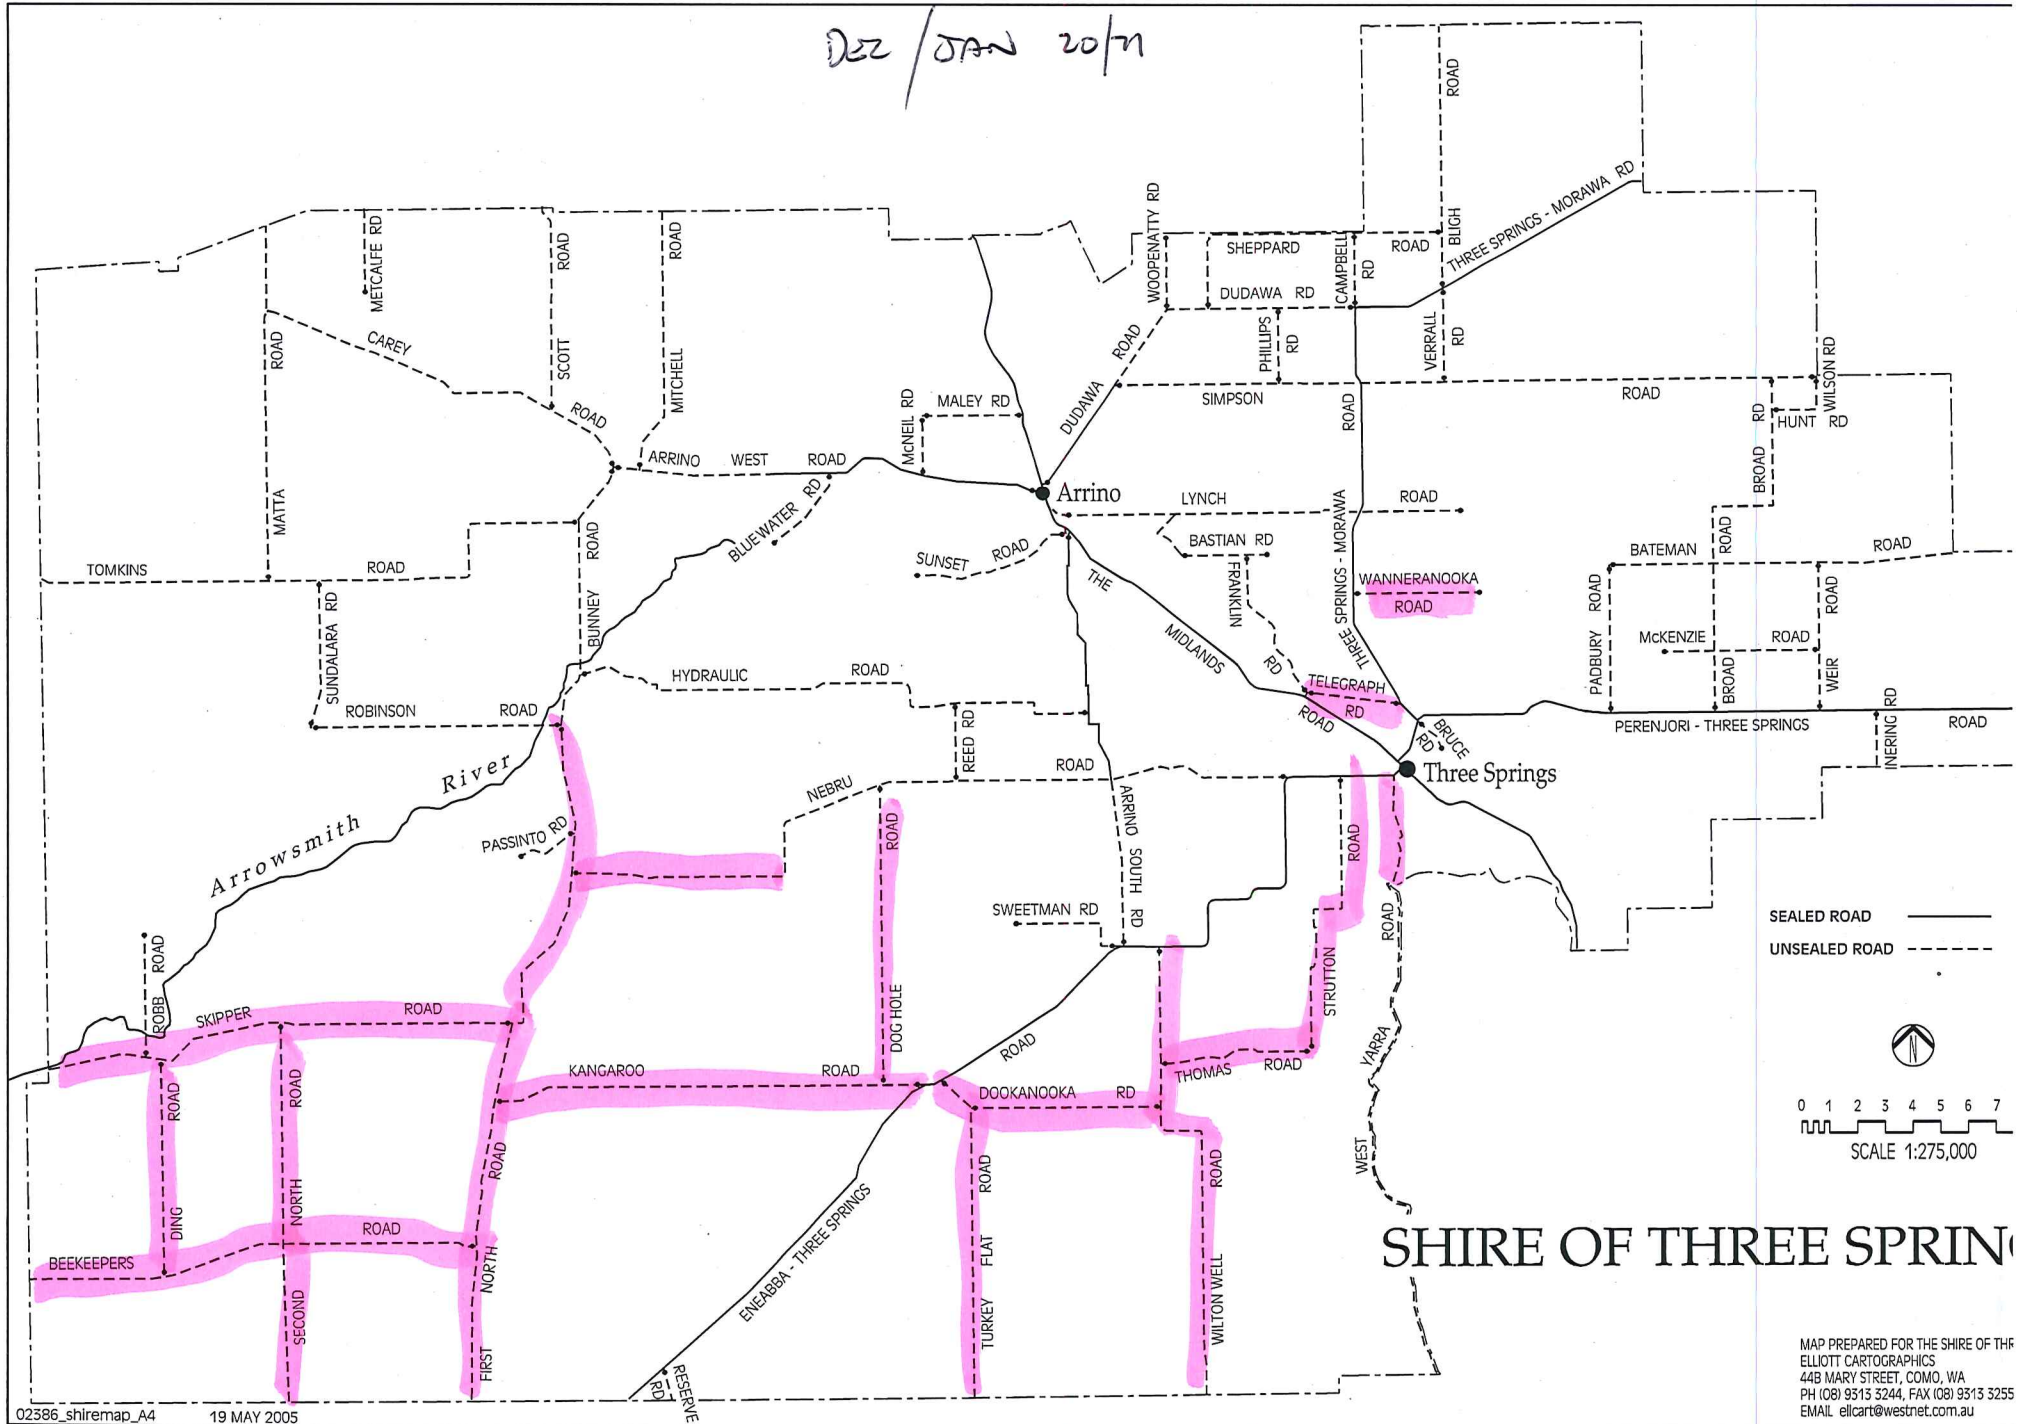 DEC / JAN 20/21
ROAD
BLIGH
THREE SPRINGS - MORAWA RD
METCALFE RD
ROAD
SCOTT
ROAD
MITCHELL
WOOPENATTY RD
SHEPPARD
ROAD
CAMPBELL
RD
DUDAWA RD
ROAD
MATTA
CAREY
ROAD
PHILLIPS
RD
VERRALL
RD
WILSON RD
DUDAWA
ROAD
SIMPSON
ROAD
ROAD
MALEY RD
McNEIL RD
BROAD
RD
HUNT RD
ARRINO WEST ROAD
BLUEWATER RD
Arrino
LYNCH
ROAD
THREE SPRINGS - MORAWA
BASTIAN RD
FRANKLIN
RD
SUNSET ROAD
THE
MIDLANDS
ROAD
WANNERANOOKA
ROAD
BATEMAN
ROAD
ROAD
BROAD
PADBURY ROAD
McKENZIE
ROAD
ROAD
WEIR
TOMKINS
ROAD
SUNDALARA RD
BUNNEY
ROAD
HYDRAULIC
ROAD
ROBINSON
ROAD
TELEGRAPH
RD
BRUCE
RD
PERENJORI - THREE SPRINGS
ROAD
INERING RD
REED RD
Three Springs
NEBRU
ROAD
Arrowsmith River
PASSINTO RD
ROAD
DOG HOLE
ARRINO SOUTH RD
SWEETMAN RD
ROAD
STRUTTON
ROAD
YARRA
WEST
SEALED ROAD
UNSEALED ROAD
ROBB ROAD
SKIPPER
ROAD
N
KANGAROO
ROAD
ROAD
DOOKANOOKA
RD
THOMAS
ROAD
ROAD
DING
ROAD
NORTH
SECOND
ROAD
NORTH
FIRST
BEEKEEPERS
ROAD
ENEABBA - THREE SPRINGS
TURKEY FLAT ROAD
WILTON WELL
ROAD
RESERVE
RD
0 1 2 3 4 5 6 7
SCALE 1:275,000
SHIRE OF THREE SPRIN
MAP PREPARED FOR THE SHIRE OF THR
ELLIOTT CARTOGRAPHICS
44B MARY STREET, COMO, WA
PH (08) 9313 3244, FAX (08) 9313 3255
EMAIL ellcart@westnet.com.au
02386_shiremap_A4
19 MAY 2005